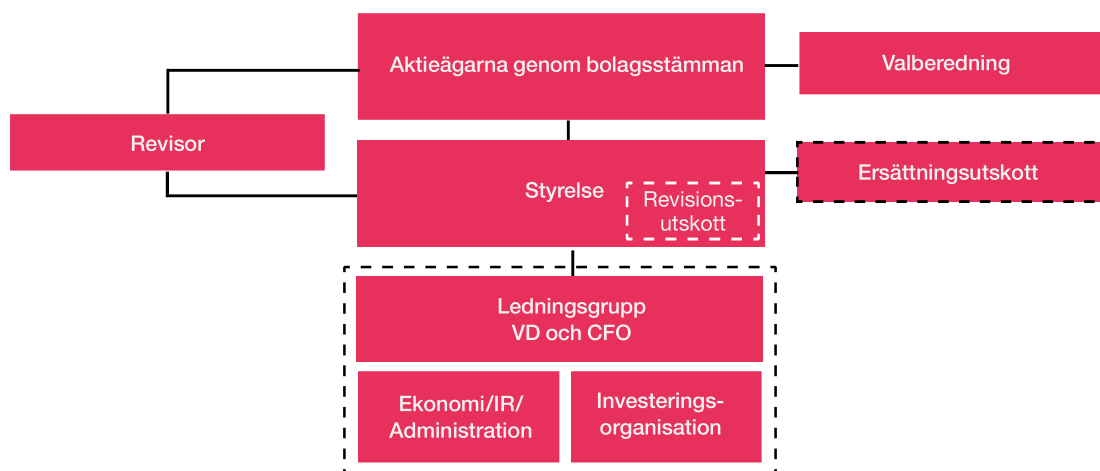 Aktieägarna genom bolagsstämman
Valberedning
Revisor
Ersättningsutskott
Styrelse
Revisions-
utskott
Ledningsgrupp
VD och CFO
Ekonomi/IR/
Administration
Investerings-
organisation